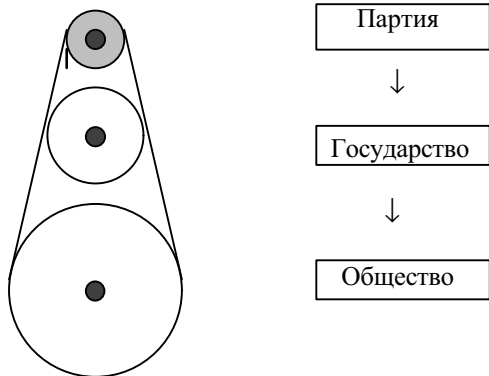 Партия
↓
Государство
↓
Общество